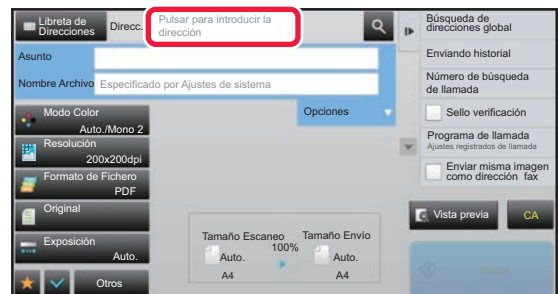 Libreta de
Direcciones
Direcc.
Pulsar para introducir la
dirección
Asunto
Nombre Archivo
Especificado por Ajustes de sistema
Opciones
Modo Color
Auto./Mono 2
Resolución
200x200dpi
Formato de Fichero
PDF
Original
Exposición
Auto.
Otros
Tamaño Escaneo
100%
Tamaño Envío
Auto.
A4
Auto.
A4
Búsqueda de
direcciones global
Enviando historial
Número de búsqueda
de llamada
Sello verificación
Programa de llamada
Ajustes registrados de llamada
Enviar misma imagen
como dirección fax
Vista previa
CA